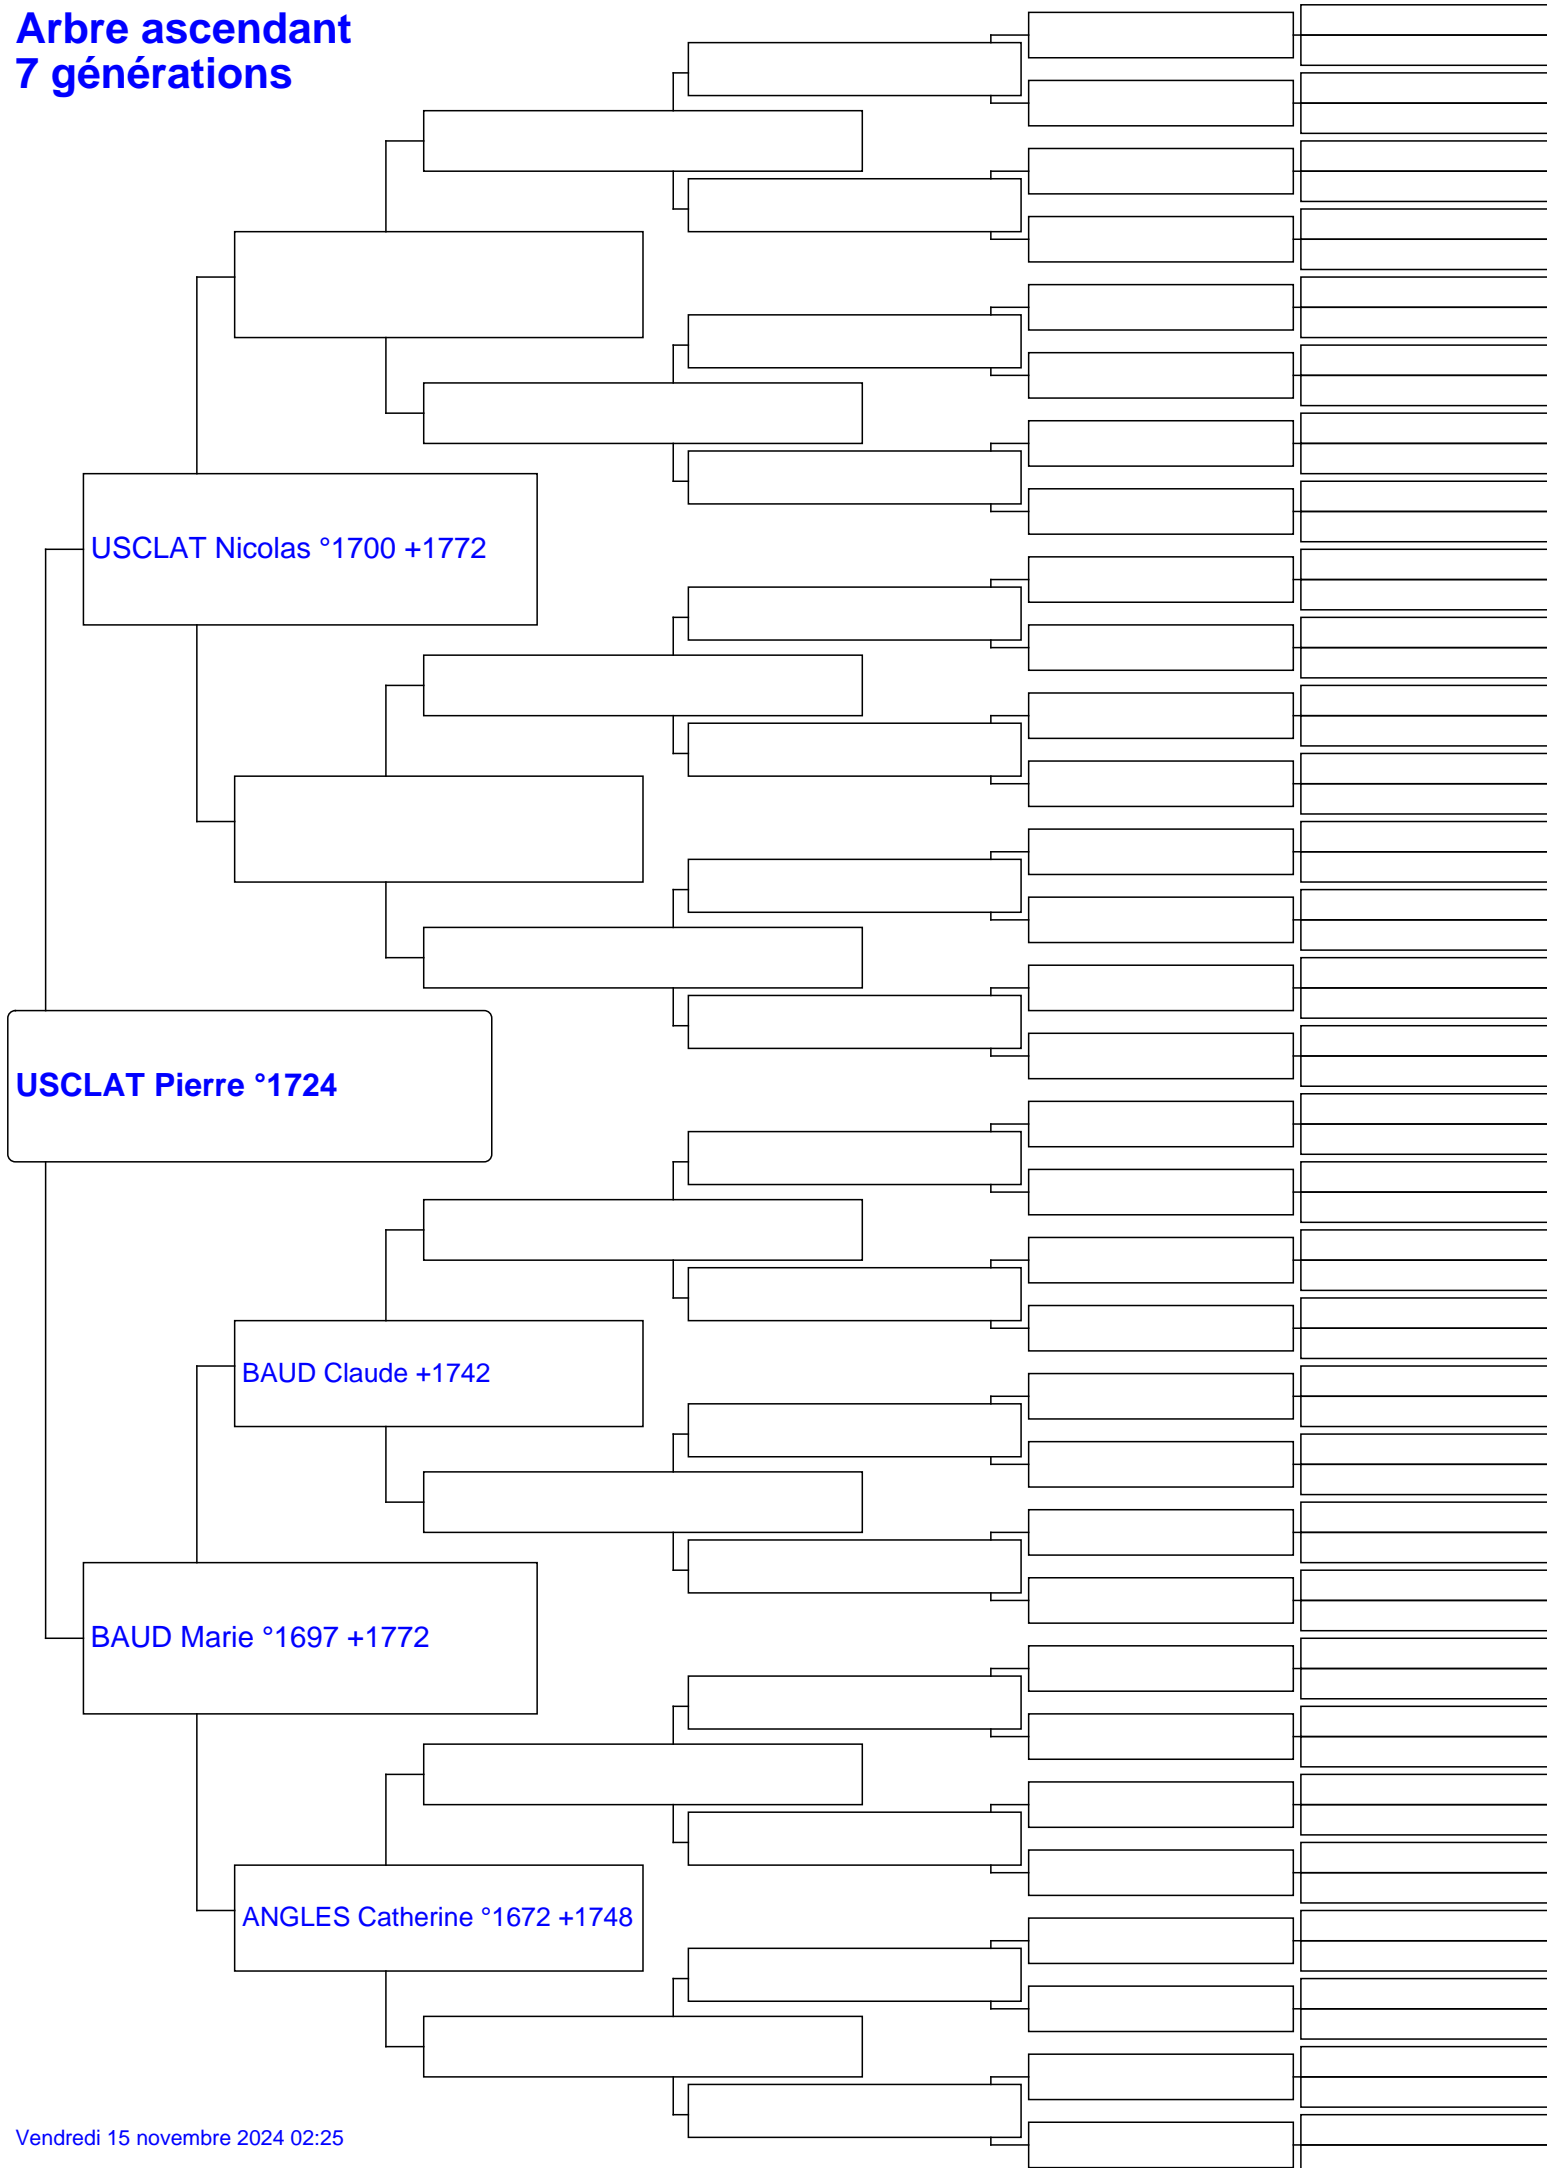 Arbre ascendant
7 générations
USCLAT Nicolas °1700 +1772
USCLAT Pierre °1724
BAUD Claude +1742
BAUD Marie °1697 +1772
ANGLES Catherine °1672 +1748
Vendredi 15 novembre 2024 02:25